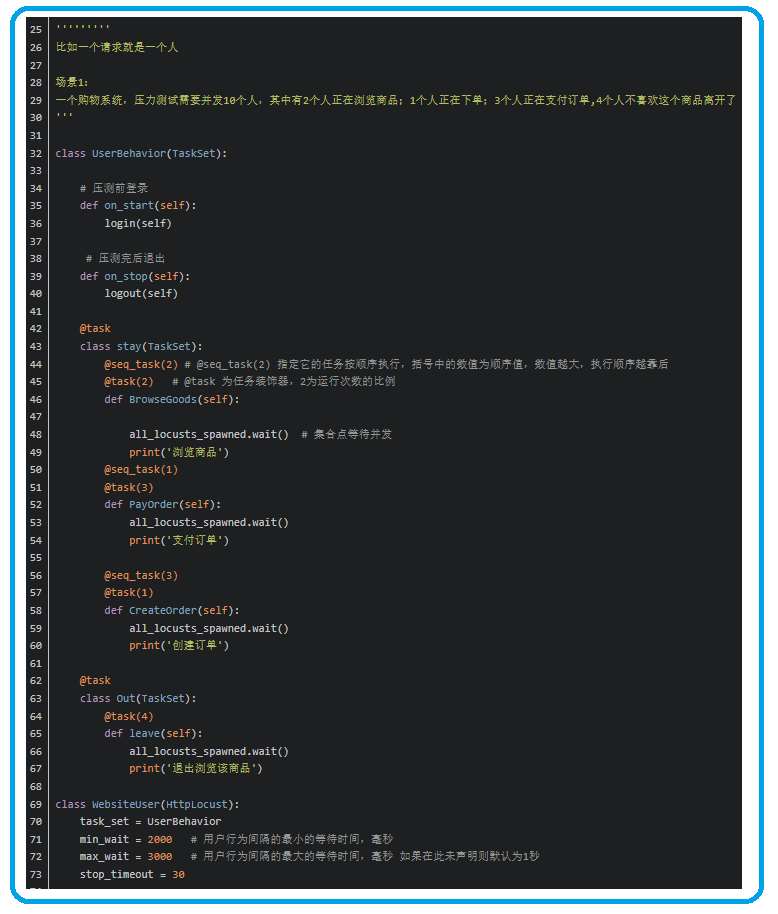 25 '''''''''
26 比如一个请求就是一个人
27
28 场景1:
29 一个购物系统，压力测试需要并发10个人，其中有2个人正在浏览商品；1个人正在下单；3个人正在支付订单,4个人不喜欢这个商品离开了
30 '''
31
32 class UserBehavior(TaskSet):
33
34     # 压测前登录
35     def on_start(self):
36         login(self)
37
38      # 压测完后退出
39     def on_stop(self):
40         logout(self)
41
42     @task
43     class stay(TaskSet):
44         @seq_task(2) # @seq_task(2) 指定它的任务按顺序执行，括号中的数值为顺序值，数值越大，执行顺序越靠后
45         @task(2)   # @task 为任务装饰器，2为运行次数的比例
46         def BrowseGoods(self):
47
48             all_locusts_spawned.wait()  # 集合点等待并发
49             print('浏览商品')
50         @seq_task(1)
51         @task(3)
52         def PayOrder(self):
53             all_locusts_spawned.wait()
54             print('支付订单')
55
56         @seq_task(3)
57         @task(1)
58         def CreateOrder(self):
59             all_locusts_spawned.wait()
60             print('创建订单')
61
62     @task
63     class Out(TaskSet):
64         @task(4)
65         def leave(self):
66             all_locusts_spawned.wait()
67             print('退出浏览该商品')
68
69 class WebsiteUser(HttpLocust):
70     task_set = UserBehavior
71     min_wait = 2000   # 用户行为间隔的最小的等待时间，毫秒
72     max_wait = 3000   # 用户行为间隔的最大的等待时间，毫秒 如果在此未声明则默认为1秒
73     stop_timeout = 30